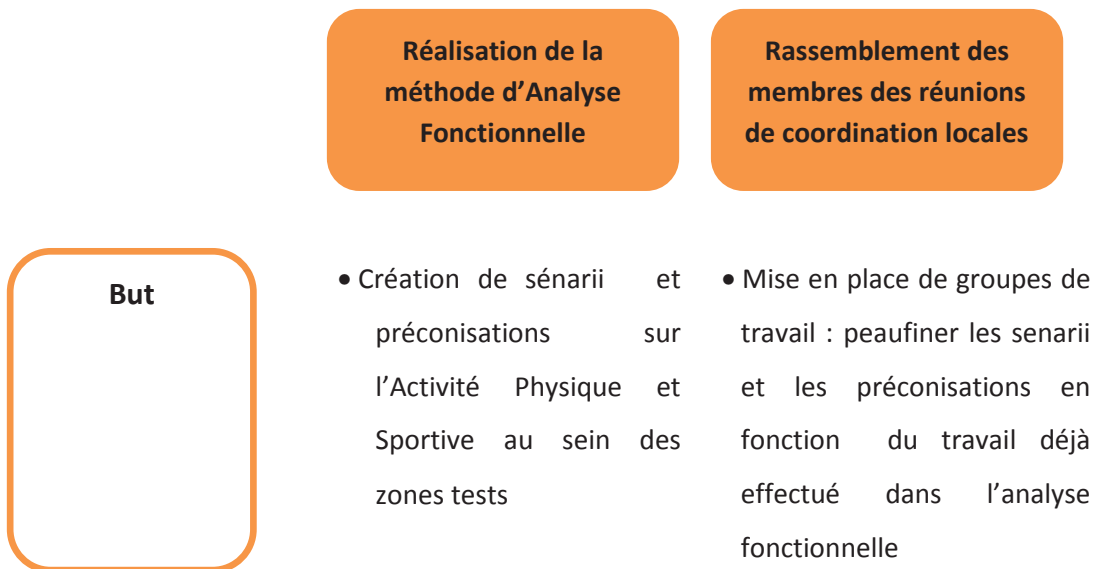 Réalisation de la
méthode d’Analyse
Fonctionnelle
Rassemblement des
membres des réunions
de coordination locales
But
• Création de sénarii et
préconisations sur
l’Activité Physique et
Sportive au sein des
zones tests
• Mise en place de groupes de
travail : peaufiner les senarii
et les préconisations en
fonction du travail déjà
effectué dans l’analyse
fonctionnelle